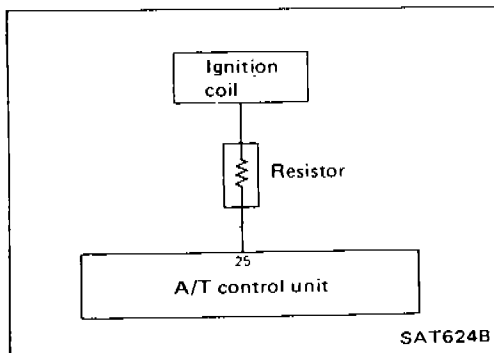 Ignition
coil
Resistor
25
A/T control unit
SAT624B